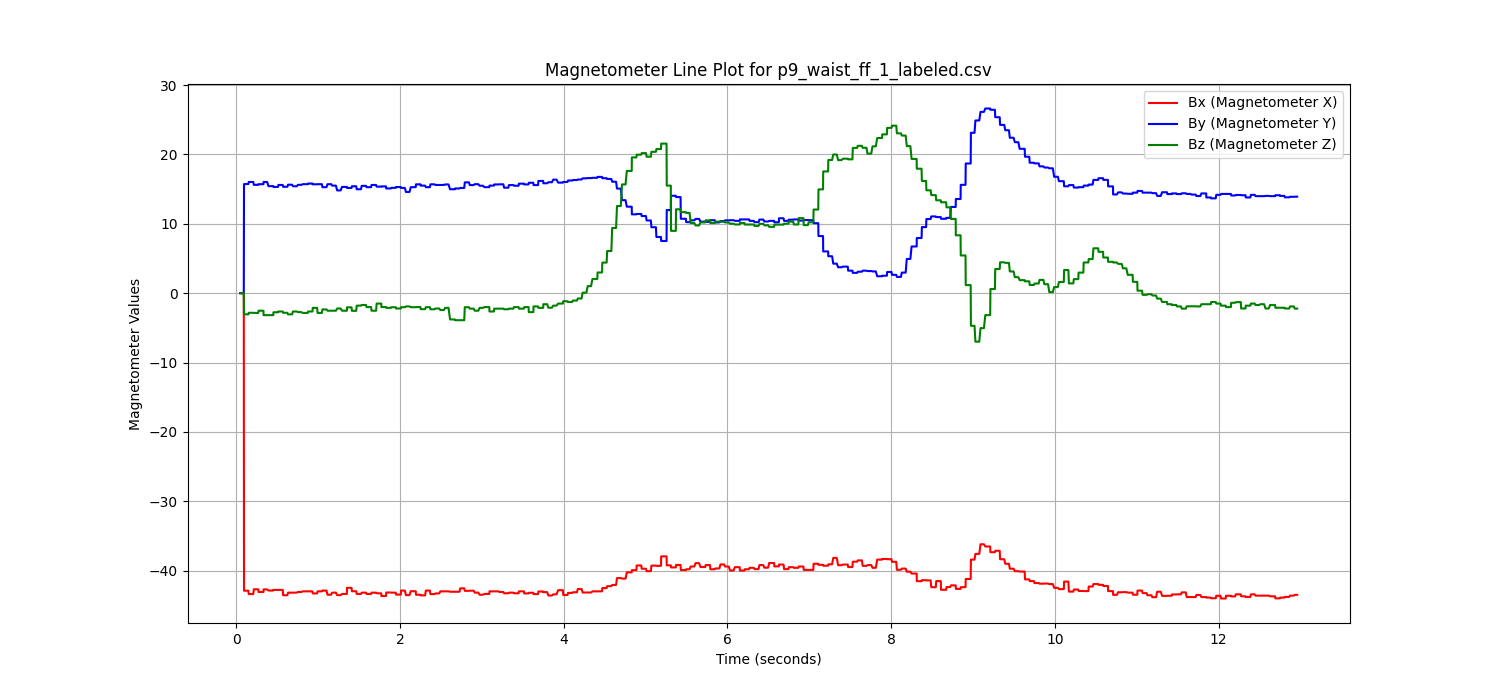 Magnetometer Line Plot for p9_waist_ff_1_labeled.csv
Bx (Magnetometer X)
By (Magnetometer Y)
Bz (Magnetometer Z)
Magnetometer Values
30
20
10
0
−10
−20
−30
−40
0 2 4 6 8 10 12
Time (seconds)